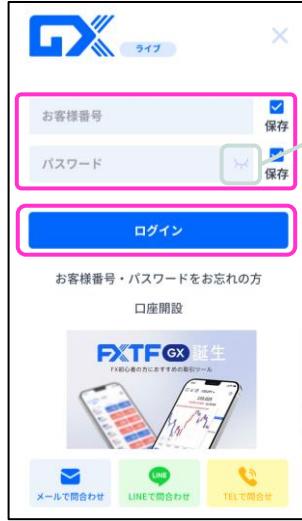 GX ライブ
お客様番号
保存
パスワード
保存
ログイン
お客様番号・パスワードをお忘れの方
口座開設
FXTF GX 誕生
FX初心者の方におすすめの取引ツール
LINE
メールで問合わせ
LINEで問合わせ
TELで問合せ